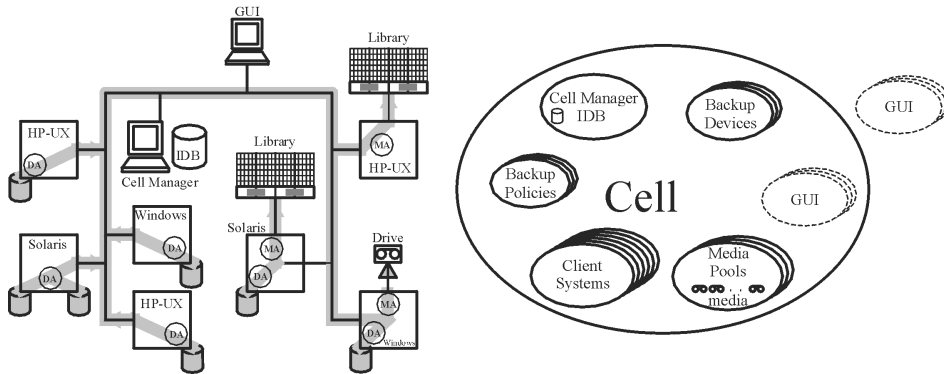 GUI
Library
HP-UX
DA
IDB
Cell Manager
MA
HP-UX
Library
Windows
DA
Solaris
DA
Solaris
MA
DA
Drive
HP-UX
DA
MA
DA
Windows
Cell Manager
IDB
Backup
Devices
GUI
Backup
Policies
Cell
GUI
Client
Systems
Media
Pools
. .
media